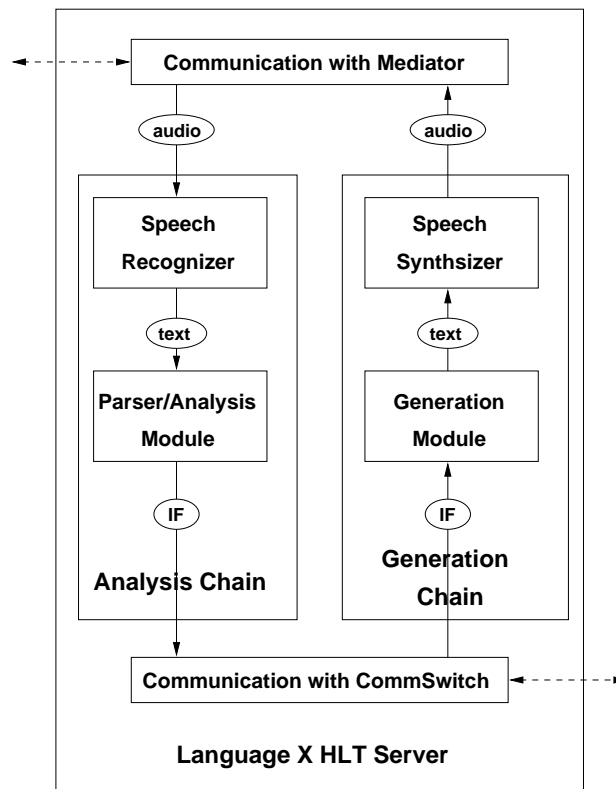 Communication with Mediator
audio
audio
Speech
Recognizer
Speech
Synthsizer
text
text
Parser/Analysis
Module
Generation
Module
IF
IF
Analysis Chain
Generation
Chain
Communication with CommSwitch
Language X HLT Server